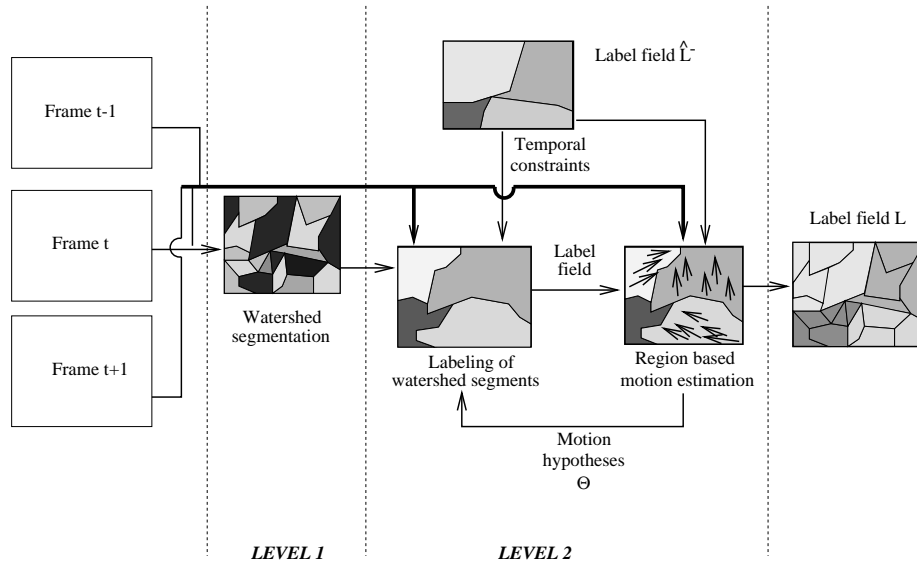 Frame t-1
Frame t
Frame t+1
Watershed
segmentation
Label field L̂⁻
Temporal
constraints
Label
field
Labeling of
watershed segments
Region based
motion estimation
Motion
hypotheses
Θ
Label field L
LEVEL 1
LEVEL 2